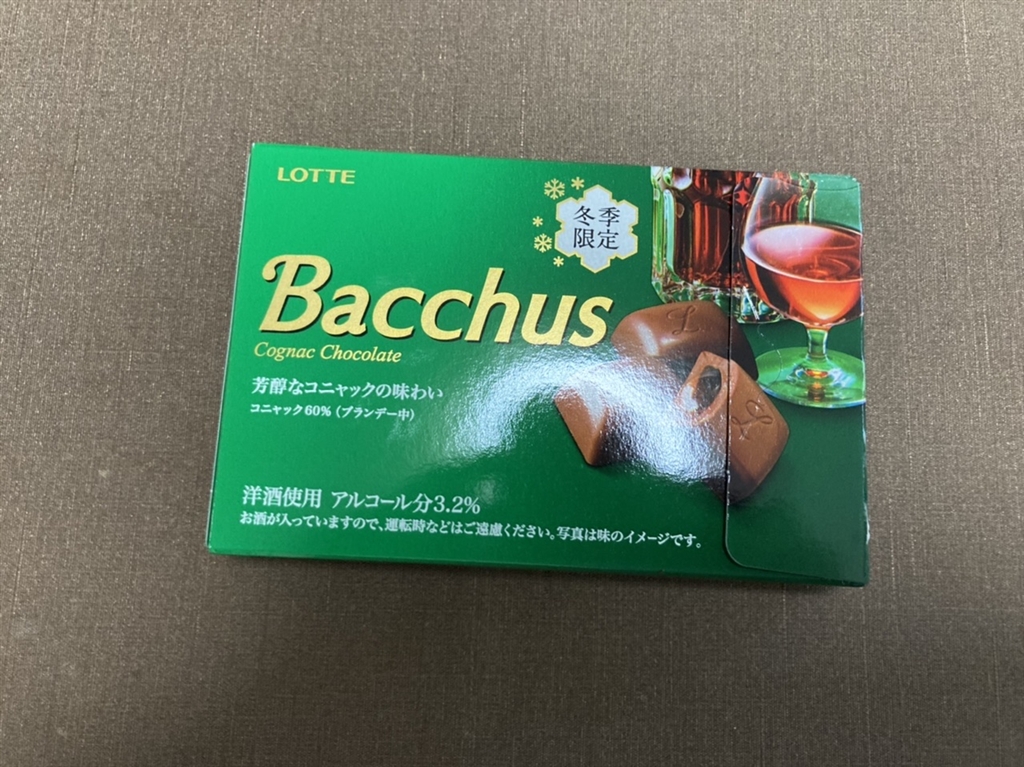 LOTTE
冬季
限定
Bacchus
Cognac Chocolate
芳醇なコニャックの味わい
コニャック60%(ブランデー中)
洋酒使用 アルコール分3.2%
お酒が入っていますので、運転時などはご遠慮ください。写真は味のイメージです。
L
L